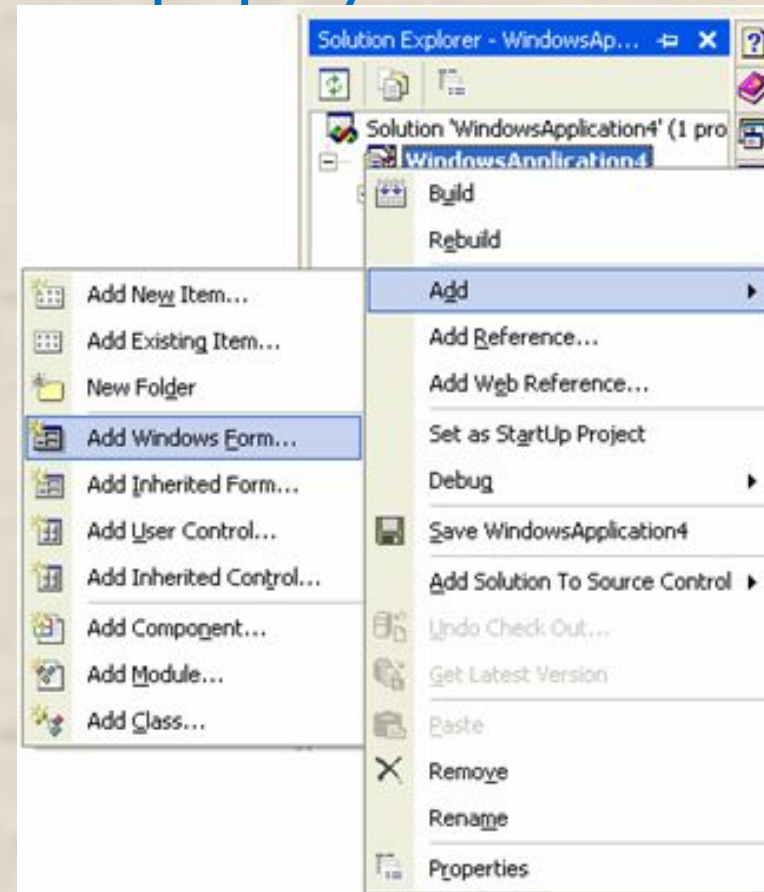 Solution Explorer - WindowsAp...
Solution 'WindowsApplication4' (1 pro
WindowsApplication4
Build
Rebuild
Add
Add Reference...
Add Web Reference...
Set as StartUp Project
Debug
Save WindowsApplication4
Add Solution To Source Control
Undo Check Out...
Get Latest Version
Paste
Remove
Rename
Properties
Add New Item...
Add Existing Item...
New Folder
Add Windows Form...
Add Inherited Form...
Add User Control...
Add Inherited Control...
Add Component...
Add Module...
Add Class...